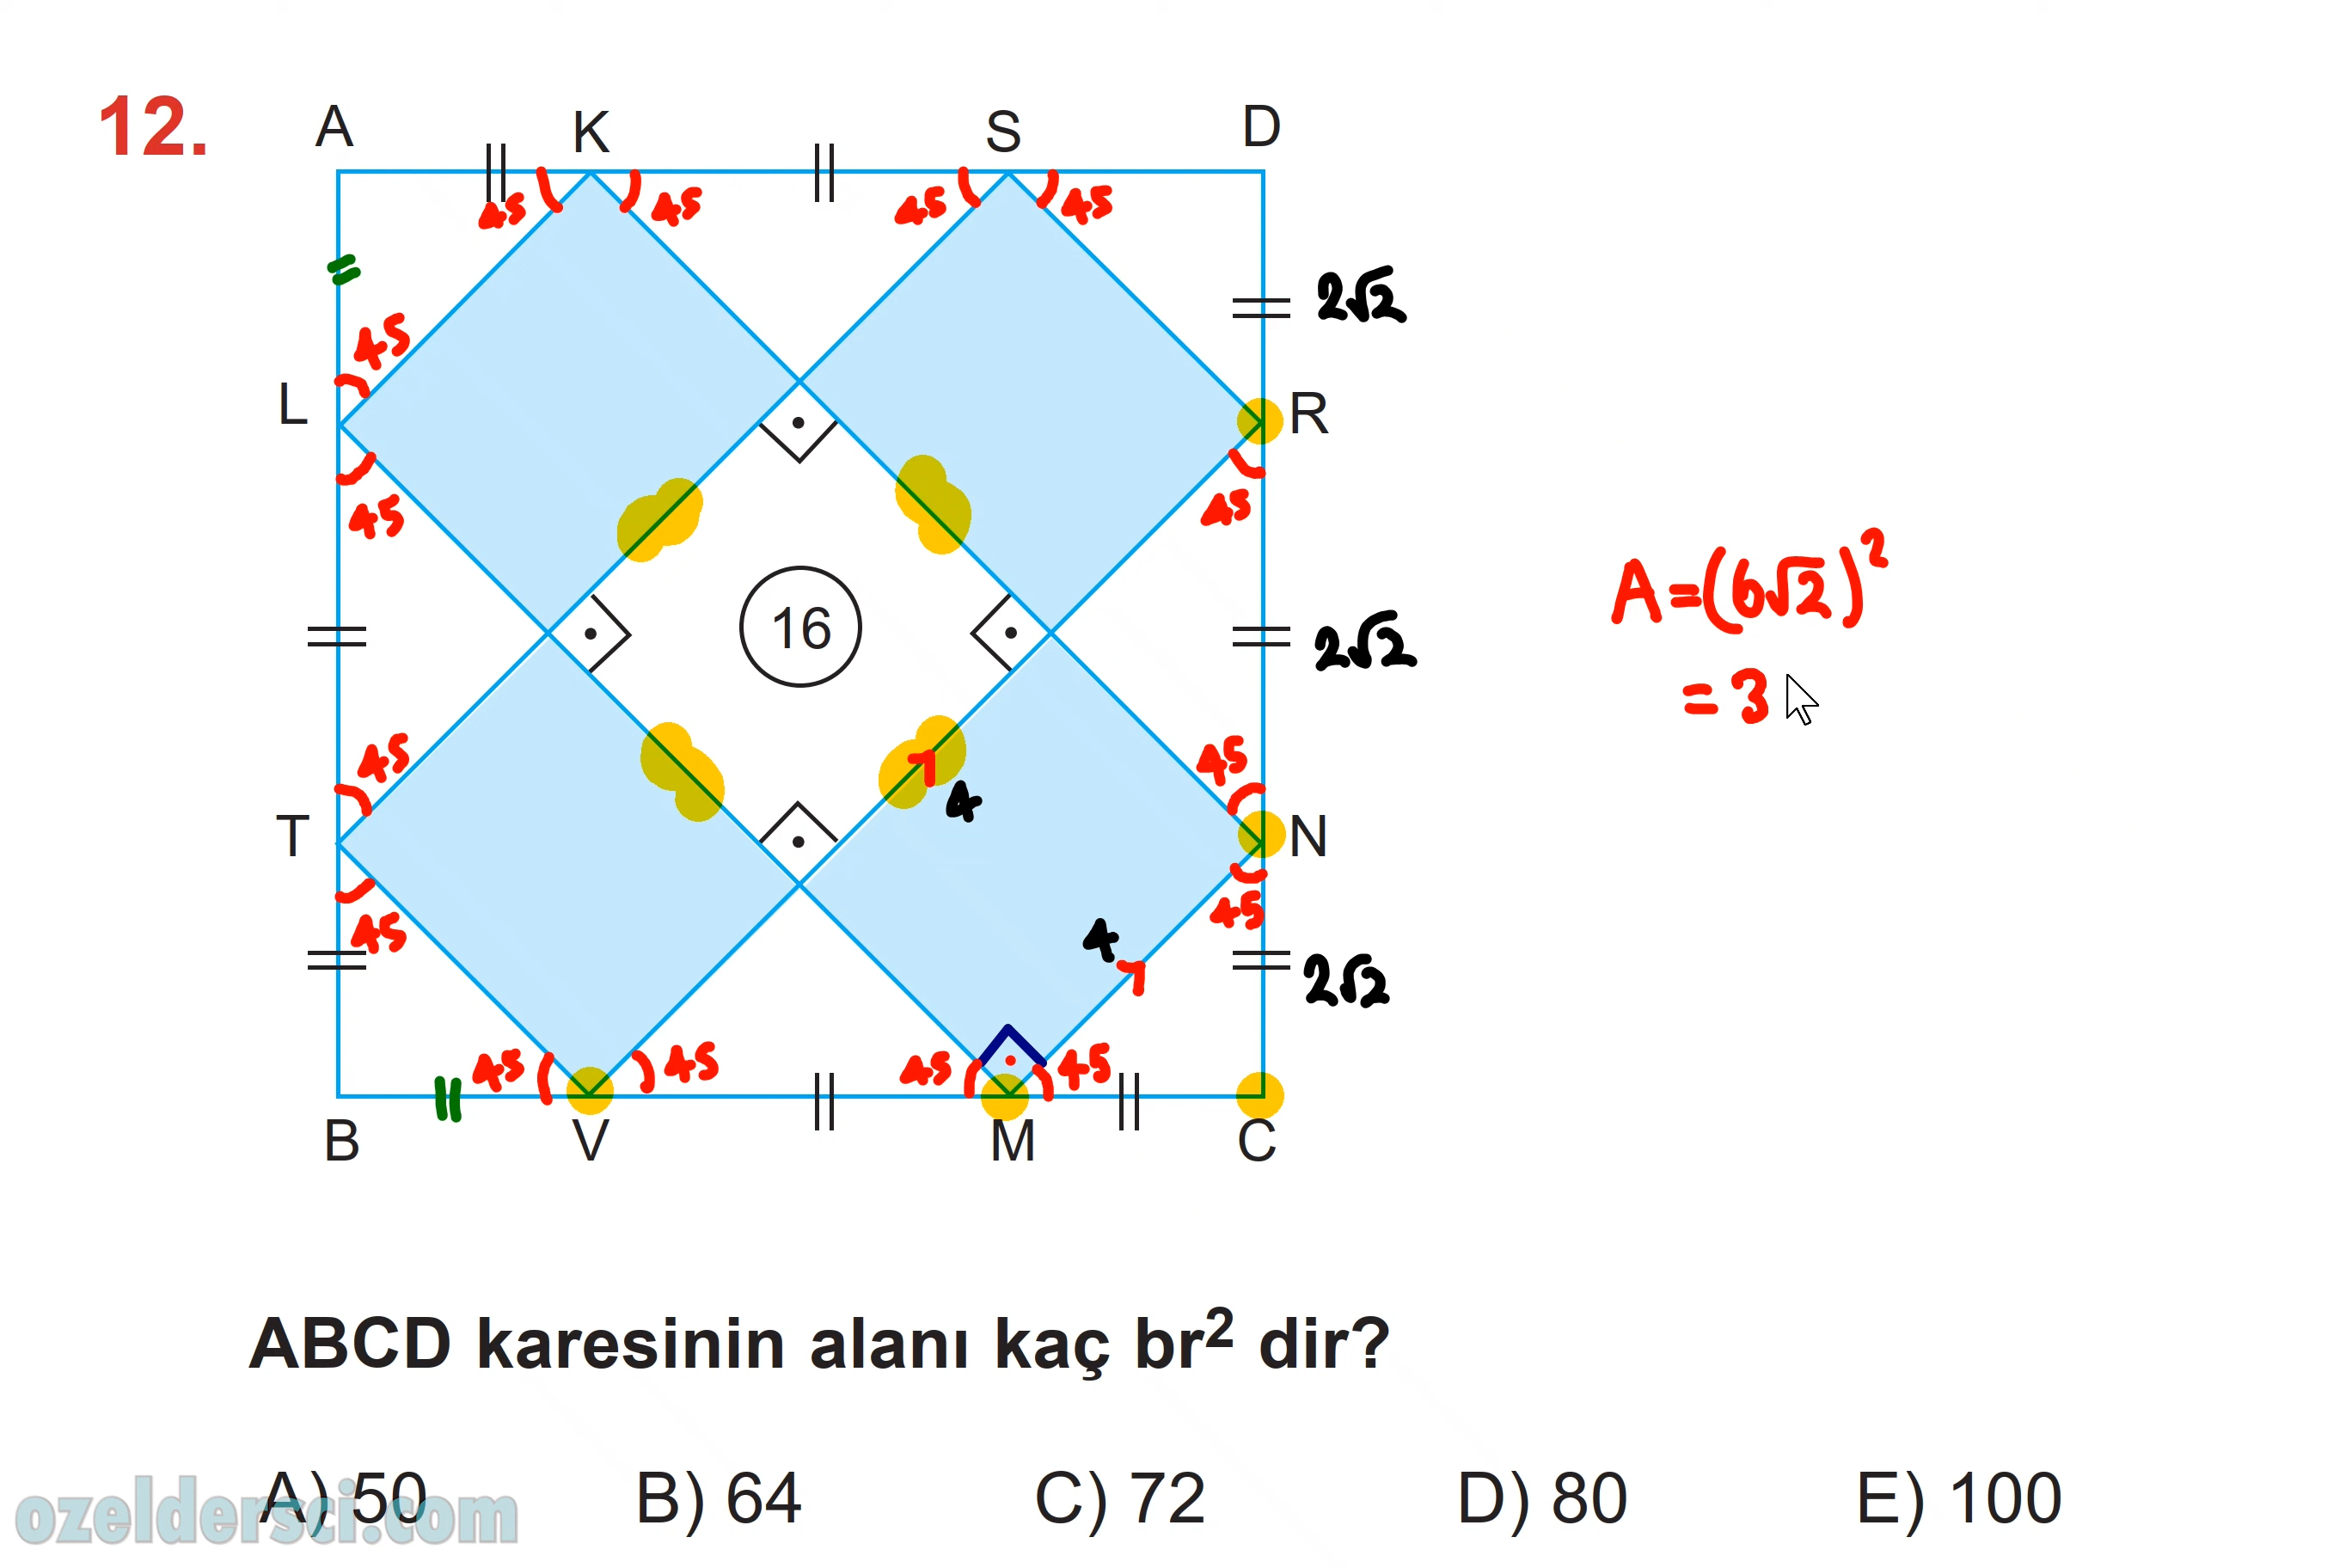 12.
A K S D
45 45 45 45
2√2
45
L R
45 45
A=(6√2)²
16 2√2
= 3
45 45
4
T N
45 45
4
2√2
45 45 45 45
B V M C
ABCD karesinin alanı kaç br² dir?
A) 50 B) 64 C) 72 D) 80 E) 100
ozeldersci.com